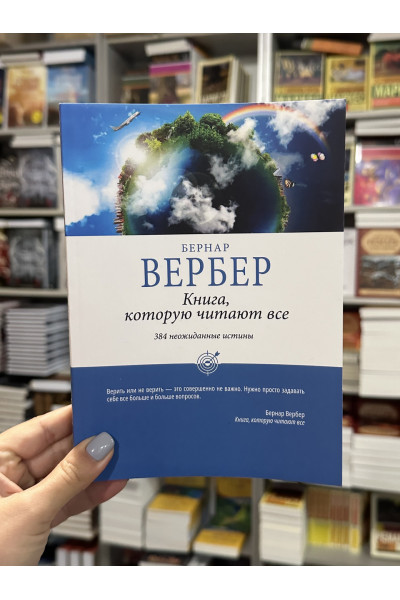 БЕРНАР
ВЕРБЕР
Книга,
которую читают все
384 неожиданные истины
Верить или не верить — это совершенно не важно. Нужно просто задавать
себе все больше и больше вопросов.
Бернар Вербер
Книга, которую читают все